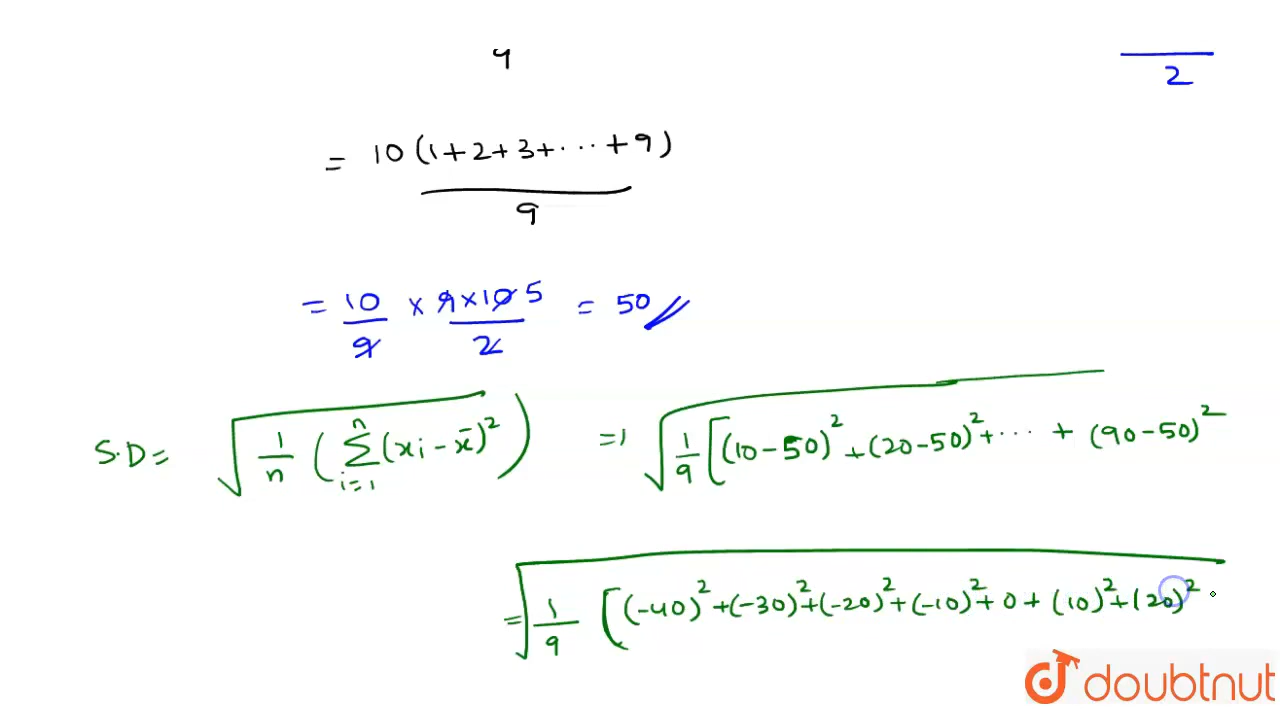 9
2
= 10(1+2+3+...+9)
9
= 10/9 × 9×10/2 5 = 50
S.D = √(1/n (∑ i=1 n (xi - x̄)²)) = √(1/9 [(10-50)² + (20-50)² + ... + (90-50)²
= √(1/9 [(-40)² + (-30)² + (-20)² + (-10)² + 0 + (10)² + (20)²
doubtnut